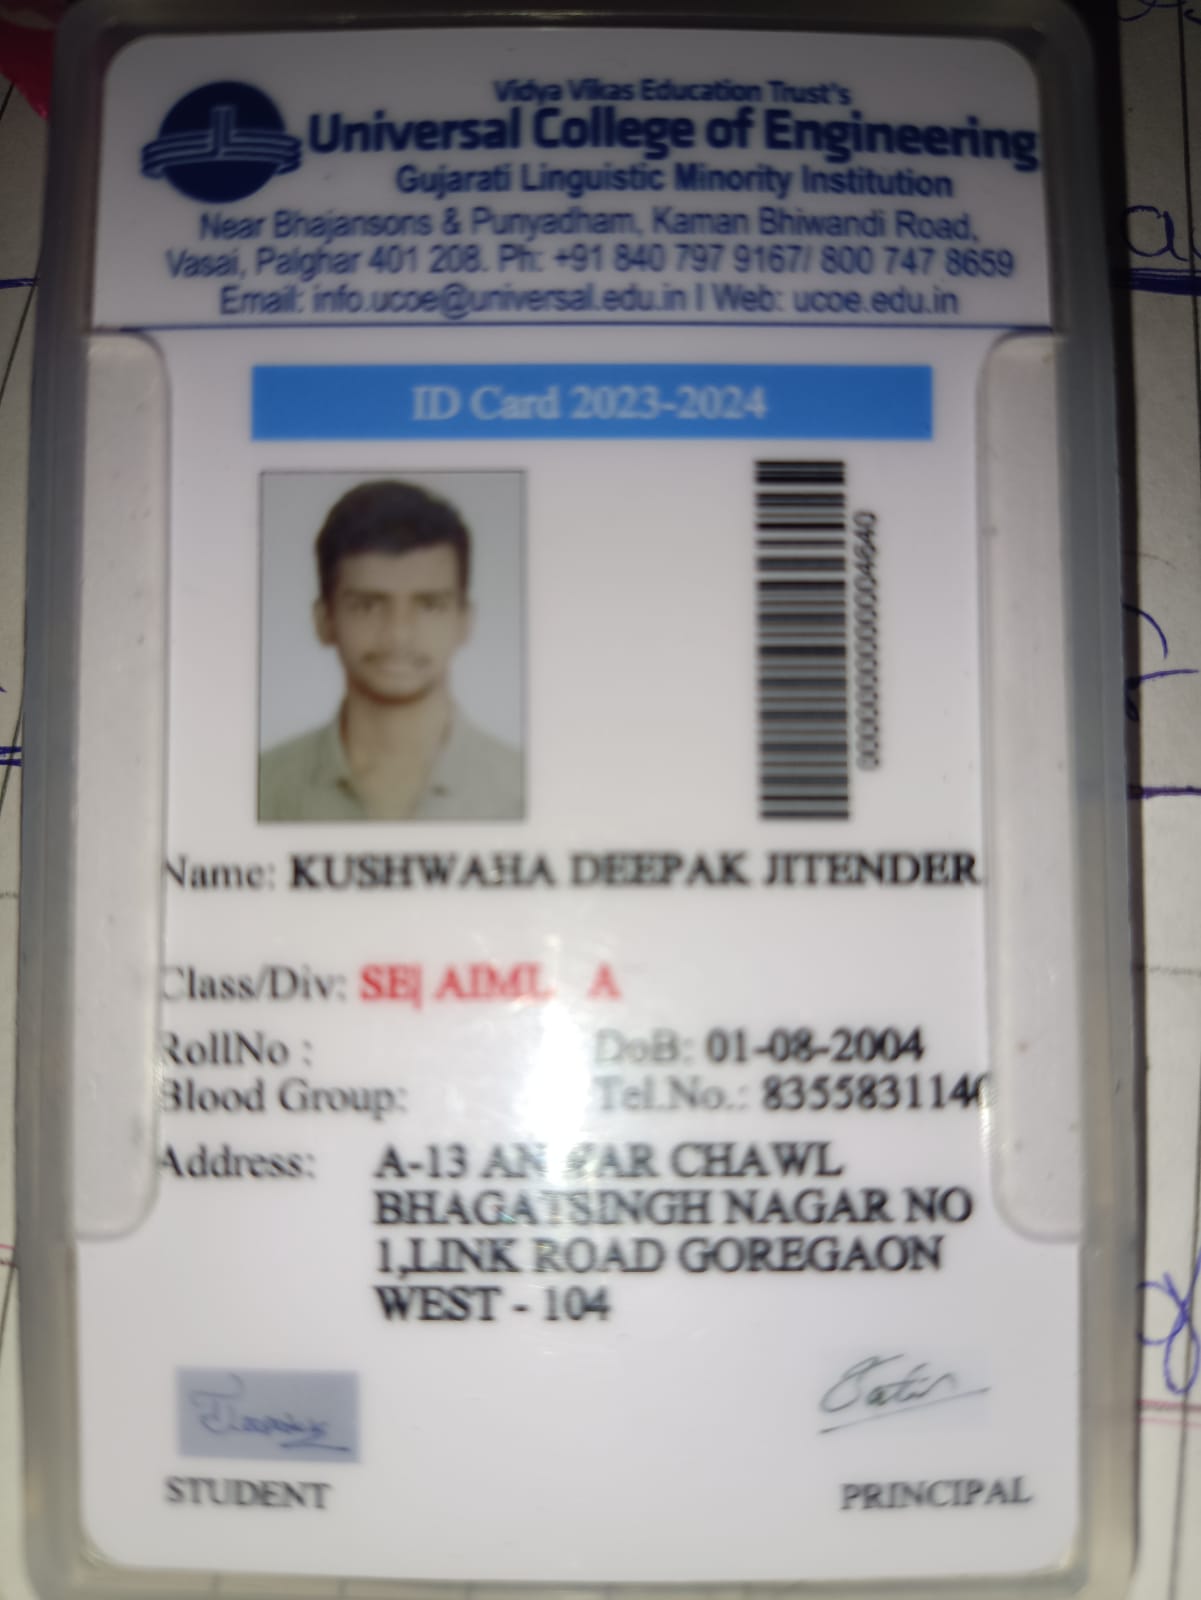 Vidya Vikas Education Trust's
Universal College of Engineering
Gujarati Linguistic Minority Institution
Near Bhajansons & Punyadham, Kaman Bhiwandi Road,
Vasai, Palghar 401 208. Ph: +91 840 797 9167/ 800 747 8659
Email: info.ucoe@universal.edu.in I Web: ucoe.edu.in
ID Card 2023-2024
Name: KUSHWAHA DEEPAK JITENDER
Class/Div: SE| AIML A
RollNo : DoB: 01-08-2004
Blood Group: Tel.No.: 8355831140
Address: A-13 CHAWL
BHAGATSINGH NAGAR NO
1,LINK ROAD GOREGAON
WEST - 104
STUDENT
PRINCIPAL